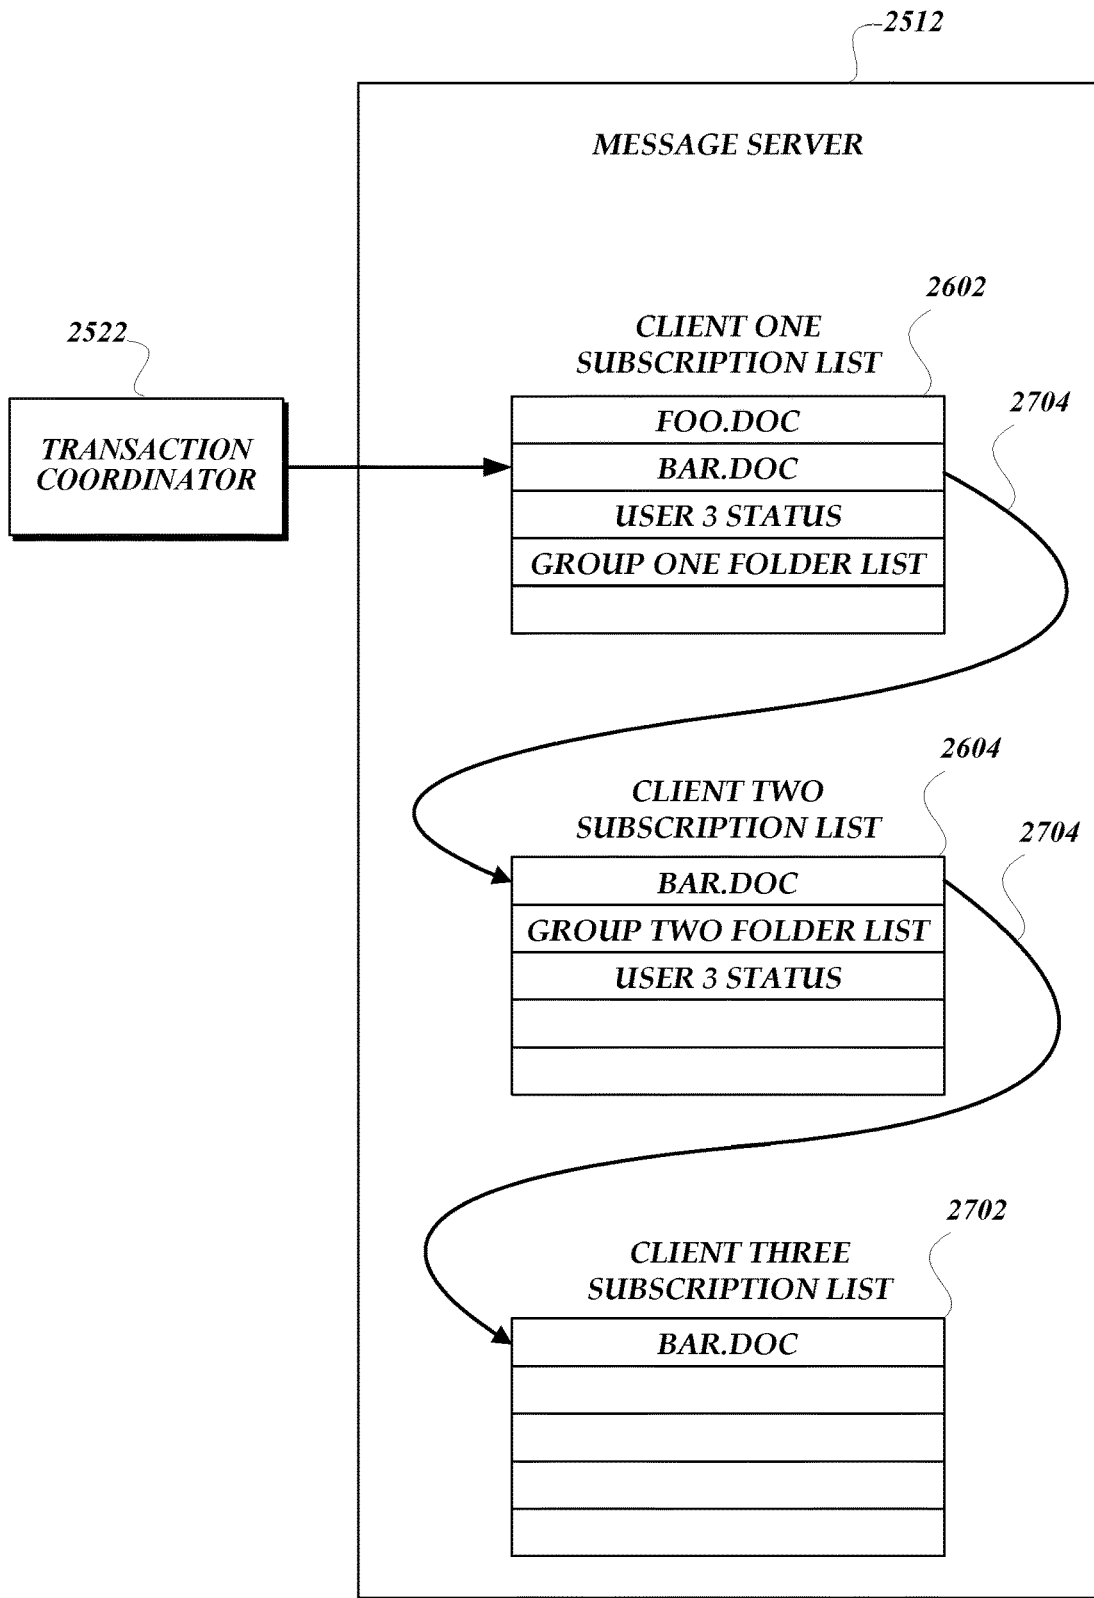 2512
MESSAGE SERVER
2602
CLIENT ONE
SUBSCRIPTION LIST
2522
2704
TRANSACTION
COORDINATOR
FOO.DOC
BAR.DOC
USER 3 STATUS
GROUP ONE FOLDER LIST
2604
CLIENT TWO
SUBSCRIPTION LIST
2704
BAR.DOC
GROUP TWO FOLDER LIST
USER 3 STATUS
2702
CLIENT THREE
SUBSCRIPTION LIST
BAR.DOC